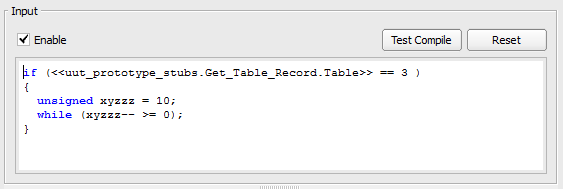 Input
Enable
Test Compile
Reset
if (<<uut_prototype_stubs.Get_Table_Record.Table>> == 3 )
{
  unsigned xyzzz = 10;
  while (xyzzz-- >= 0);
}